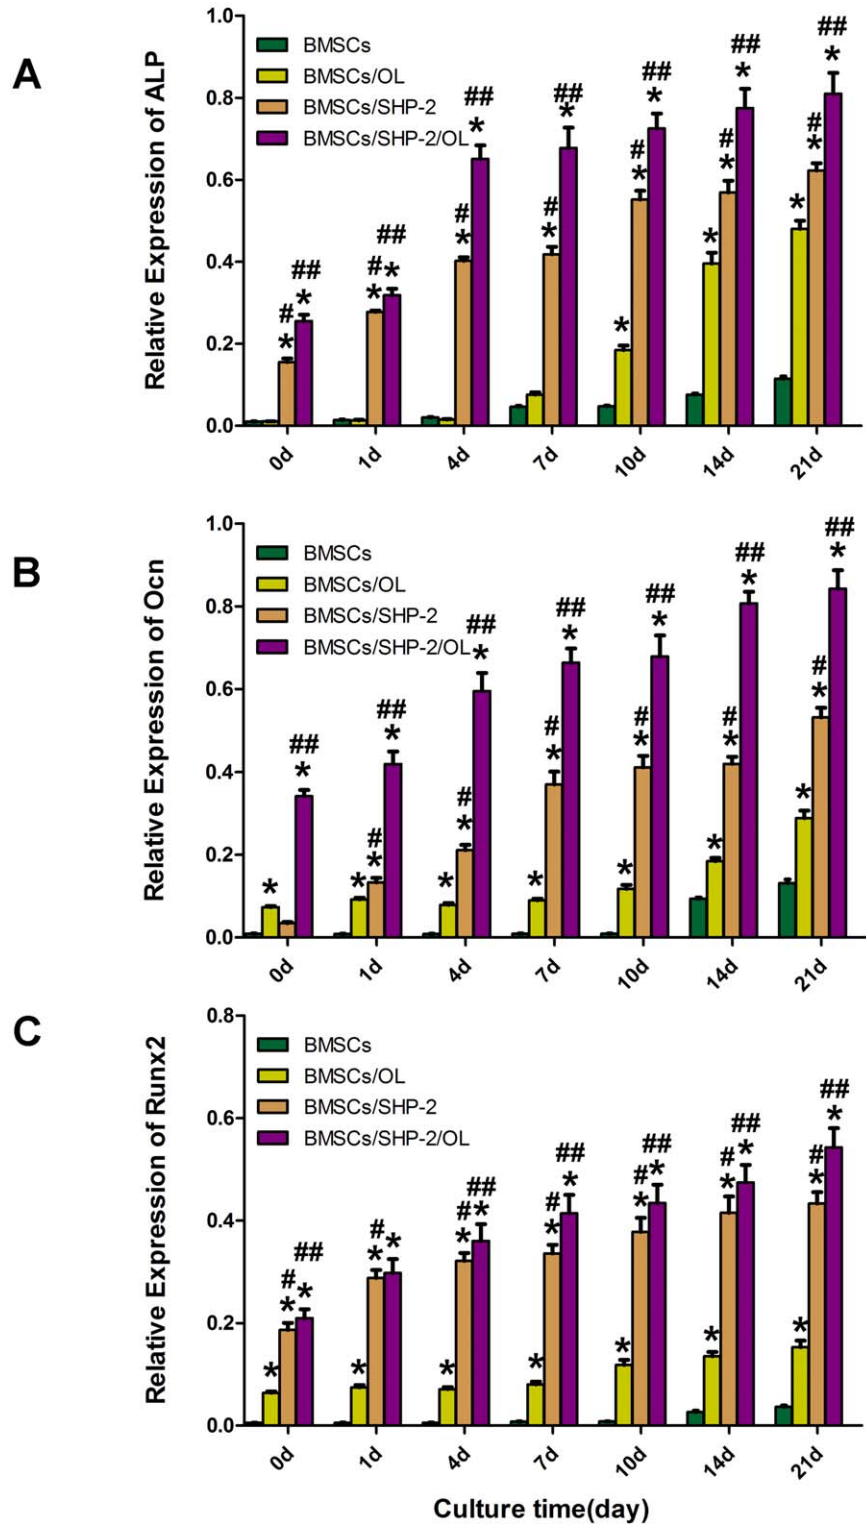 A
Relative Expression of ALP
1.0
0.8
0.6
0.4
0.2
0.0
BMSCs
BMSCs/OL
BMSCs/SHP-2
BMSCs/SHP-2/OL
# * ## *
# * ## *
# * ## *
# * ## *
* # * ## *
* # * ## *
* # * ## *
0d 1d 4d 7d 10d 14d 21d
B
Relative Expression of Ocn
1.0
0.8
0.6
0.4
0.2
0.0
BMSCs
BMSCs/OL
BMSCs/SHP-2
BMSCs/SHP-2/OL
* ## *
* # * ## *
* # * ## *
* # * ## *
* # * ## *
* # * ## *
* # * ## *
0d 1d 4d 7d 10d 14d 21d
C
Relative Expression of Runx2
0.8
0.6
0.4
0.2
0.0
BMSCs
BMSCs/OL
BMSCs/SHP-2
BMSCs/SHP-2/OL
* # * ## *
* # * *
* # * ## *
* # * ## *
* # * ## *
* # * ## *
* # * ## *
0d 1d 4d 7d 10d 14d 21d
Culture time(day)